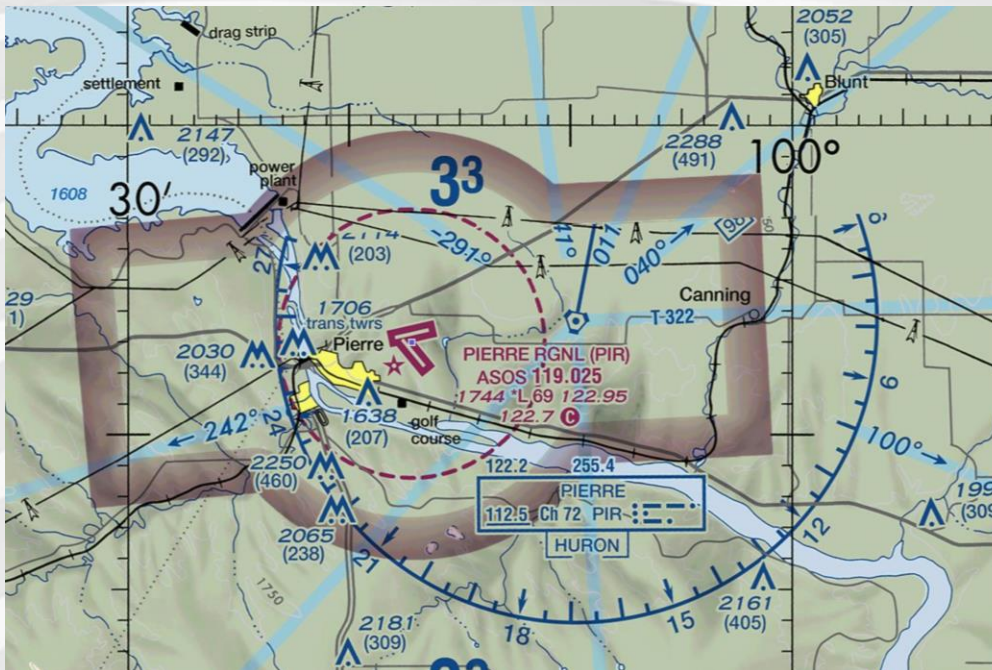 drag strip
2052
(305)
settlement
Blunt
2147
(292)
2288
(491)
100°
power
plant
33
1608
30'
(203)
291°
011
040°
Canning
1706
trans twrs
T-322
Pierre
2030
(344)
PIERRE RGNL (PIR)
ASOS 119.025
1744 *L 69 122.95
122.7 C
6
1638
(207)
golf
course
242°
24
100°
2250
(460)
122.2 255.4
PIERRE
112.5 Ch 72 PIR
HURON
12
2065
(238)
21
1750
18
15
2161
(405)
2181
(309)